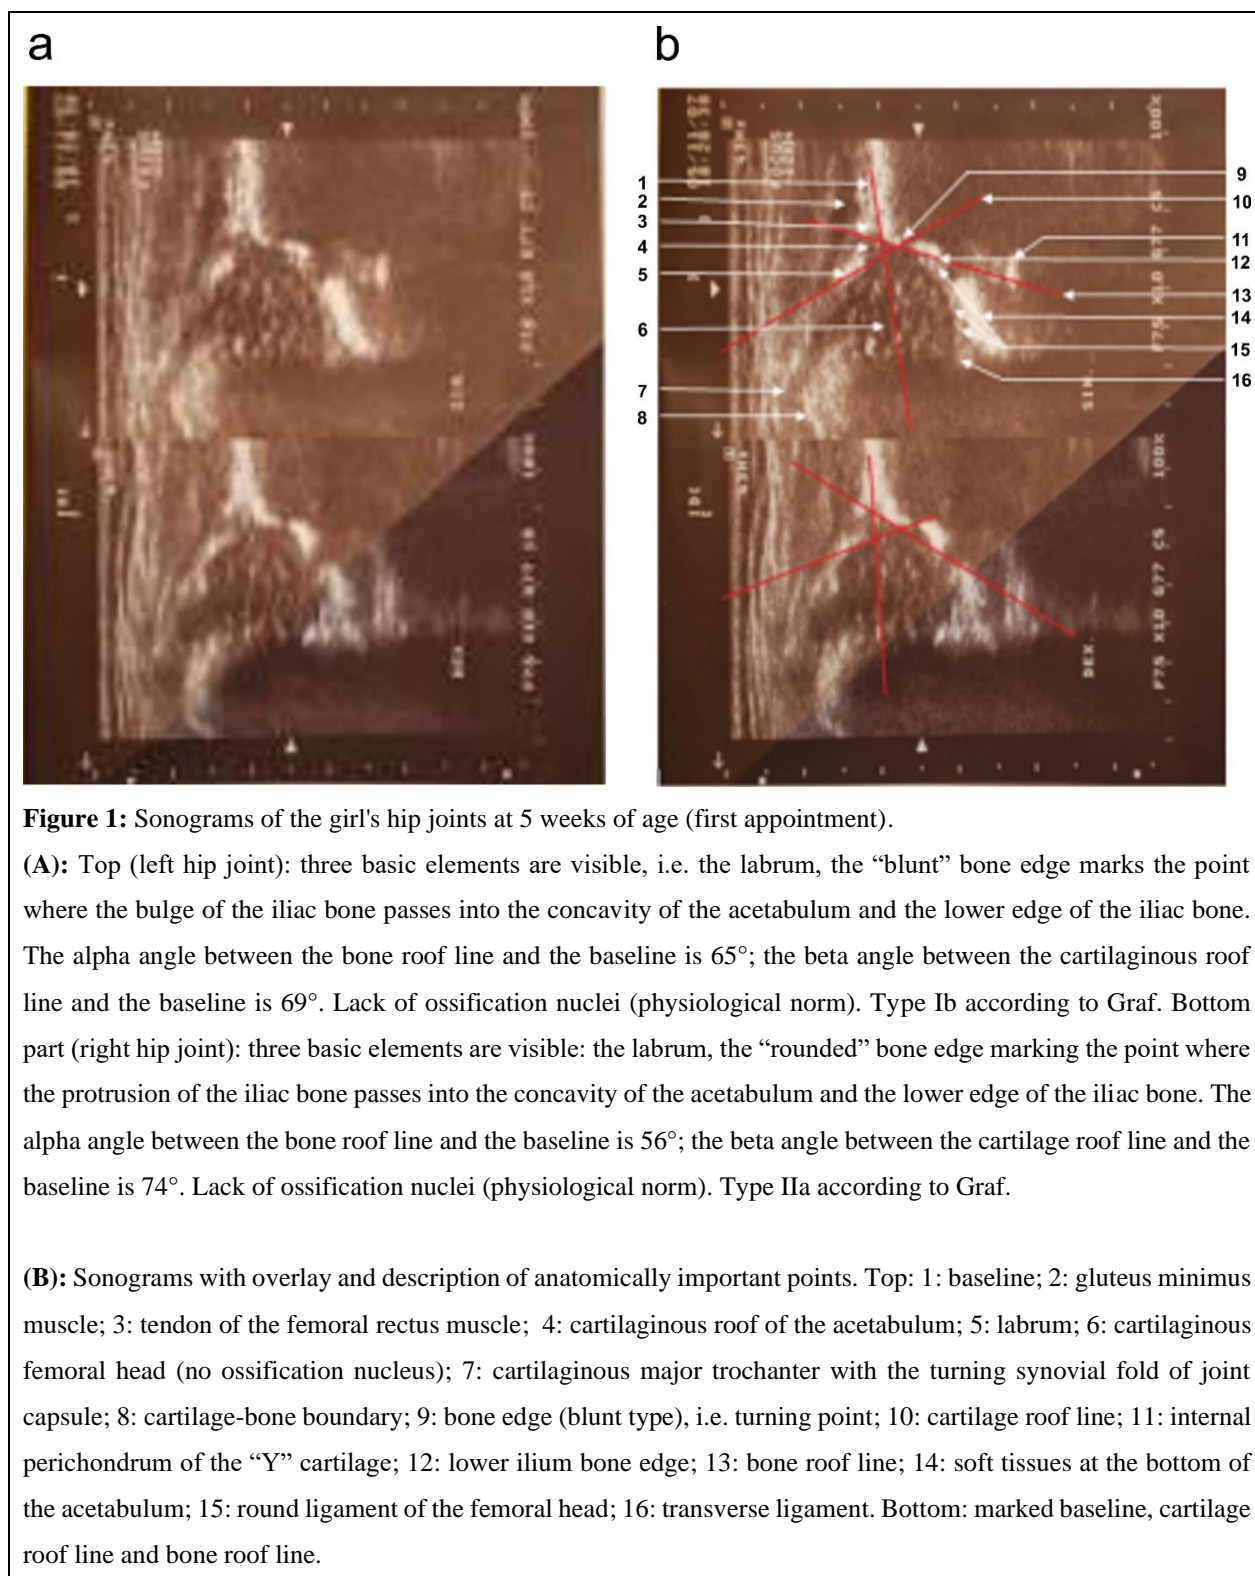 a
b
100X
F75 X10 G77 C5
SIN.
100X
F75 X10 G77 C5
DEX.
1
2
3
4
5
6
7
8
9
10
11
12
13
14
15
16
Figure 1: Sonograms of the girl's hip joints at 5 weeks of age (first appointment).
(A): Top (left hip joint): three basic elements are visible, i.e. the labrum, the “blunt” bone edge marks the point
where the bulge of the iliac bone passes into the concavity of the acetabulum and the lower edge of the iliac bone.
The alpha angle between the bone roof line and the baseline is 65°; the beta angle between the cartilaginous roof
line and the baseline is 69°. Lack of ossification nuclei (physiological norm). Type Ib according to Graf. Bottom
part (right hip joint): three basic elements are visible: the labrum, the “rounded” bone edge marking the point where
the protrusion of the iliac bone passes into the concavity of the acetabulum and the lower edge of the iliac bone. The
alpha angle between the bone roof line and the baseline is 56°; the beta angle between the cartilage roof line and the
baseline is 74°. Lack of ossification nuclei (physiological norm). Type IIa according to Graf.
(B): Sonograms with overlay and description of anatomically important points. Top: 1: baseline; 2: gluteus minimus
muscle; 3: tendon of the femoral rectus muscle; 4: cartilaginous roof of the acetabulum; 5: labrum; 6: cartilaginous
femoral head (no ossification nucleus); 7: cartilaginous major trochanter with the turning synovial fold of joint
capsule; 8: cartilage-bone boundary; 9: bone edge (blunt type), i.e. turning point; 10: cartilage roof line; 11: internal
perichondrum of the “Y” cartilage; 12: lower ilium bone edge; 13: bone roof line; 14: soft tissues at the bottom of
the acetabulum; 15: round ligament of the femoral head; 16: transverse ligament. Bottom: marked baseline, cartilage
roof line and bone roof line.